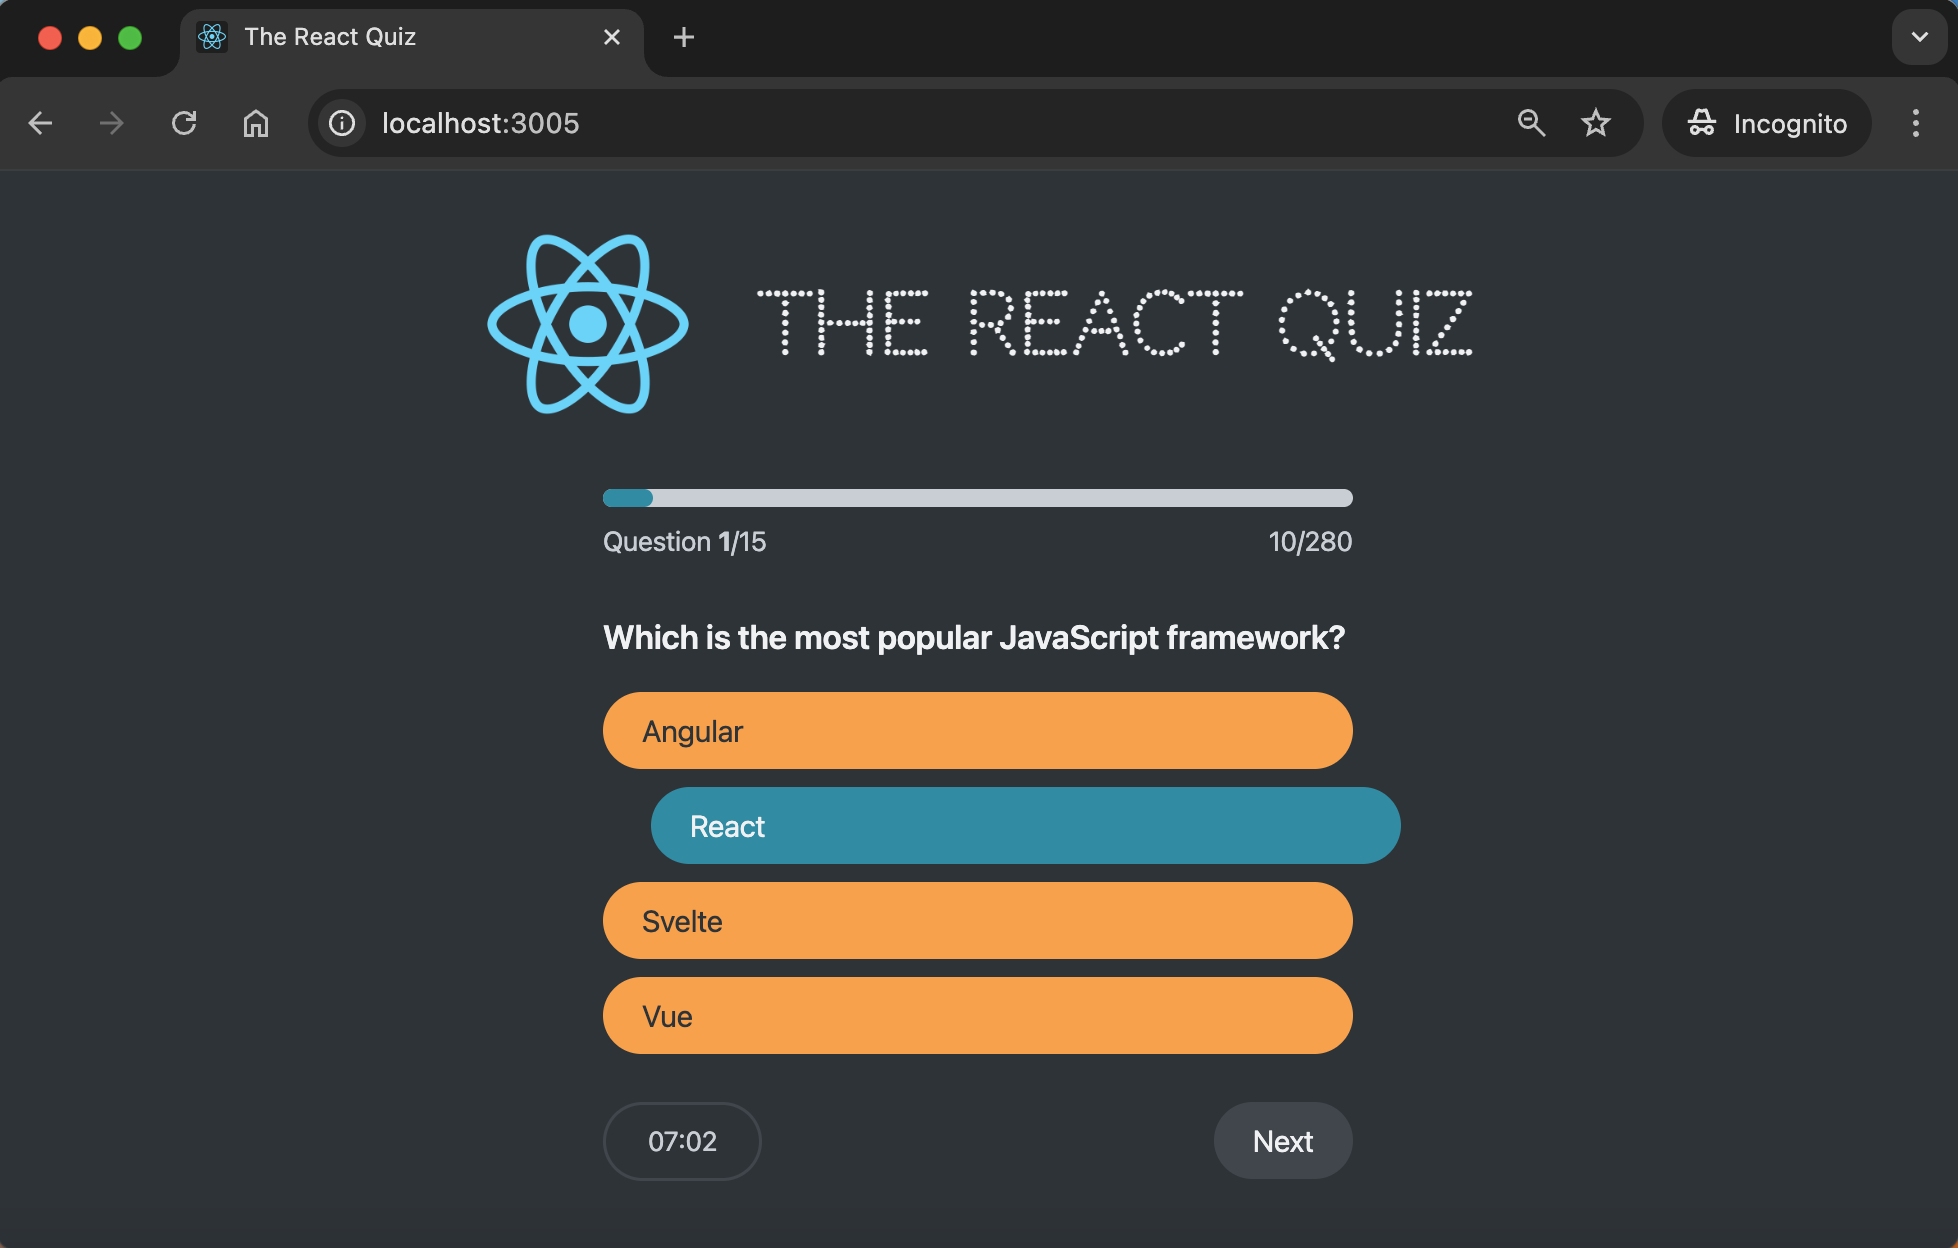 The React Quiz
localhost:3005
Incognito
THE REACT QUIZ
Question 1/15
10/280
Which is the most popular JavaScript framework?
Angular
React
Svelte
Vue
07:02
Next